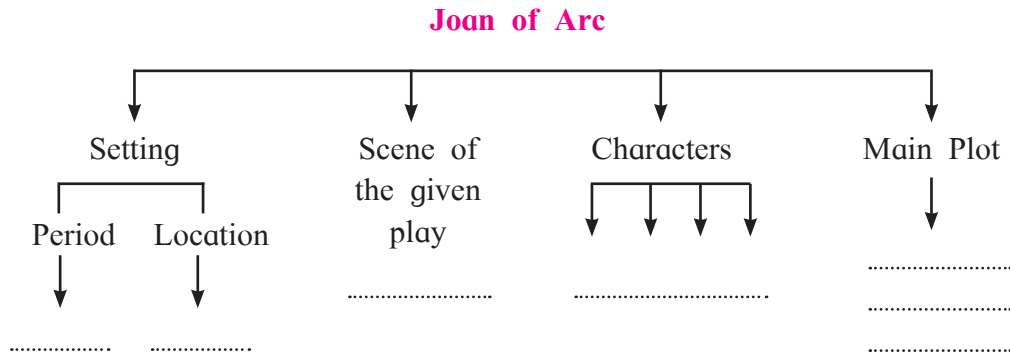 Joan of Arc
Setting
Scene of
the given
play
Characters
Main Plot
Period
Location